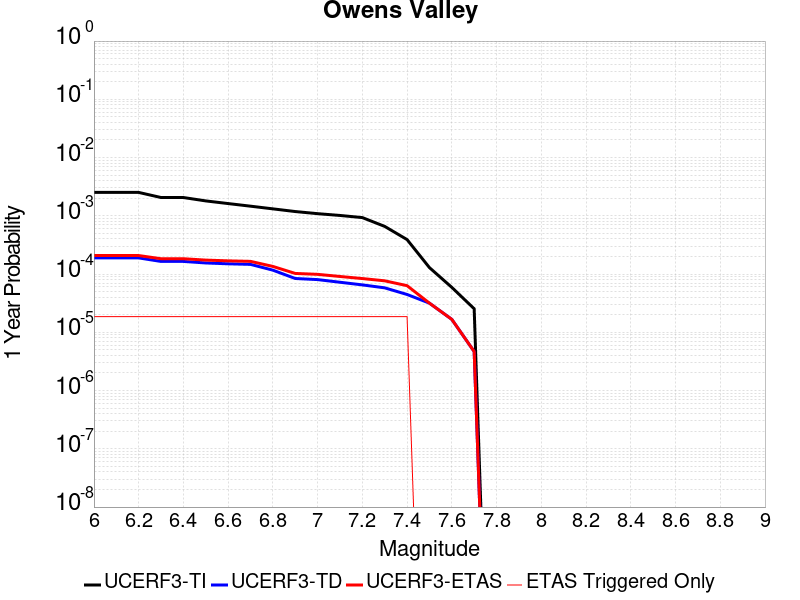 Owens Valley
1 Year Probability
10^0
10^-1
10^-2
10^-3
10^-4
10^-5
10^-6
10^-7
10^-8
6 6.2 6.4 6.6 6.8 7 7.2 7.4 7.6 7.8 8 8.2 8.4 8.6 8.8 9
Magnitude
UCERF3-TI UCERF3-TD UCERF3-ETAS ETAS Triggered Only